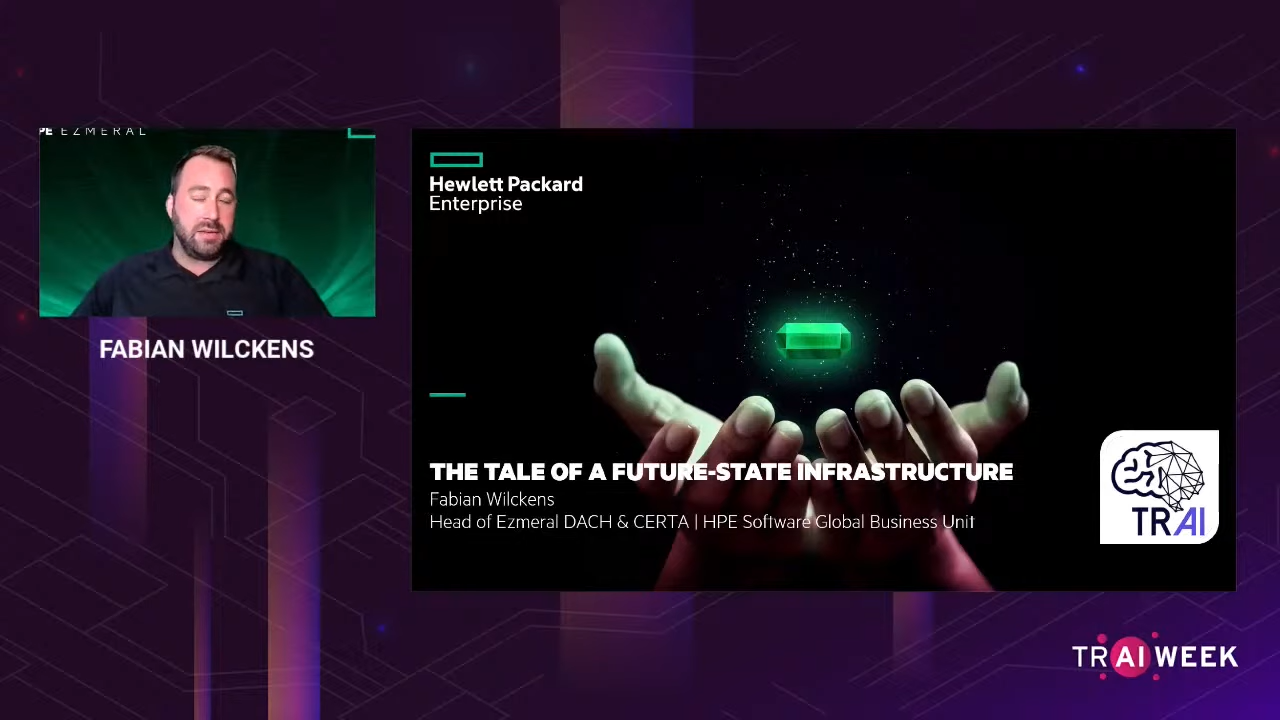 PE EZMERAL
FABIAN WILCKENS
Hewlett Packard
Enterprise
THE TALE OF A FUTURE-STATE INFRASTRUCTURE
Fabian Wilckens
Head of Ezmeral DACH & CERTA | HPE Software Global Business Unit
TRAI
TRAI WEEK